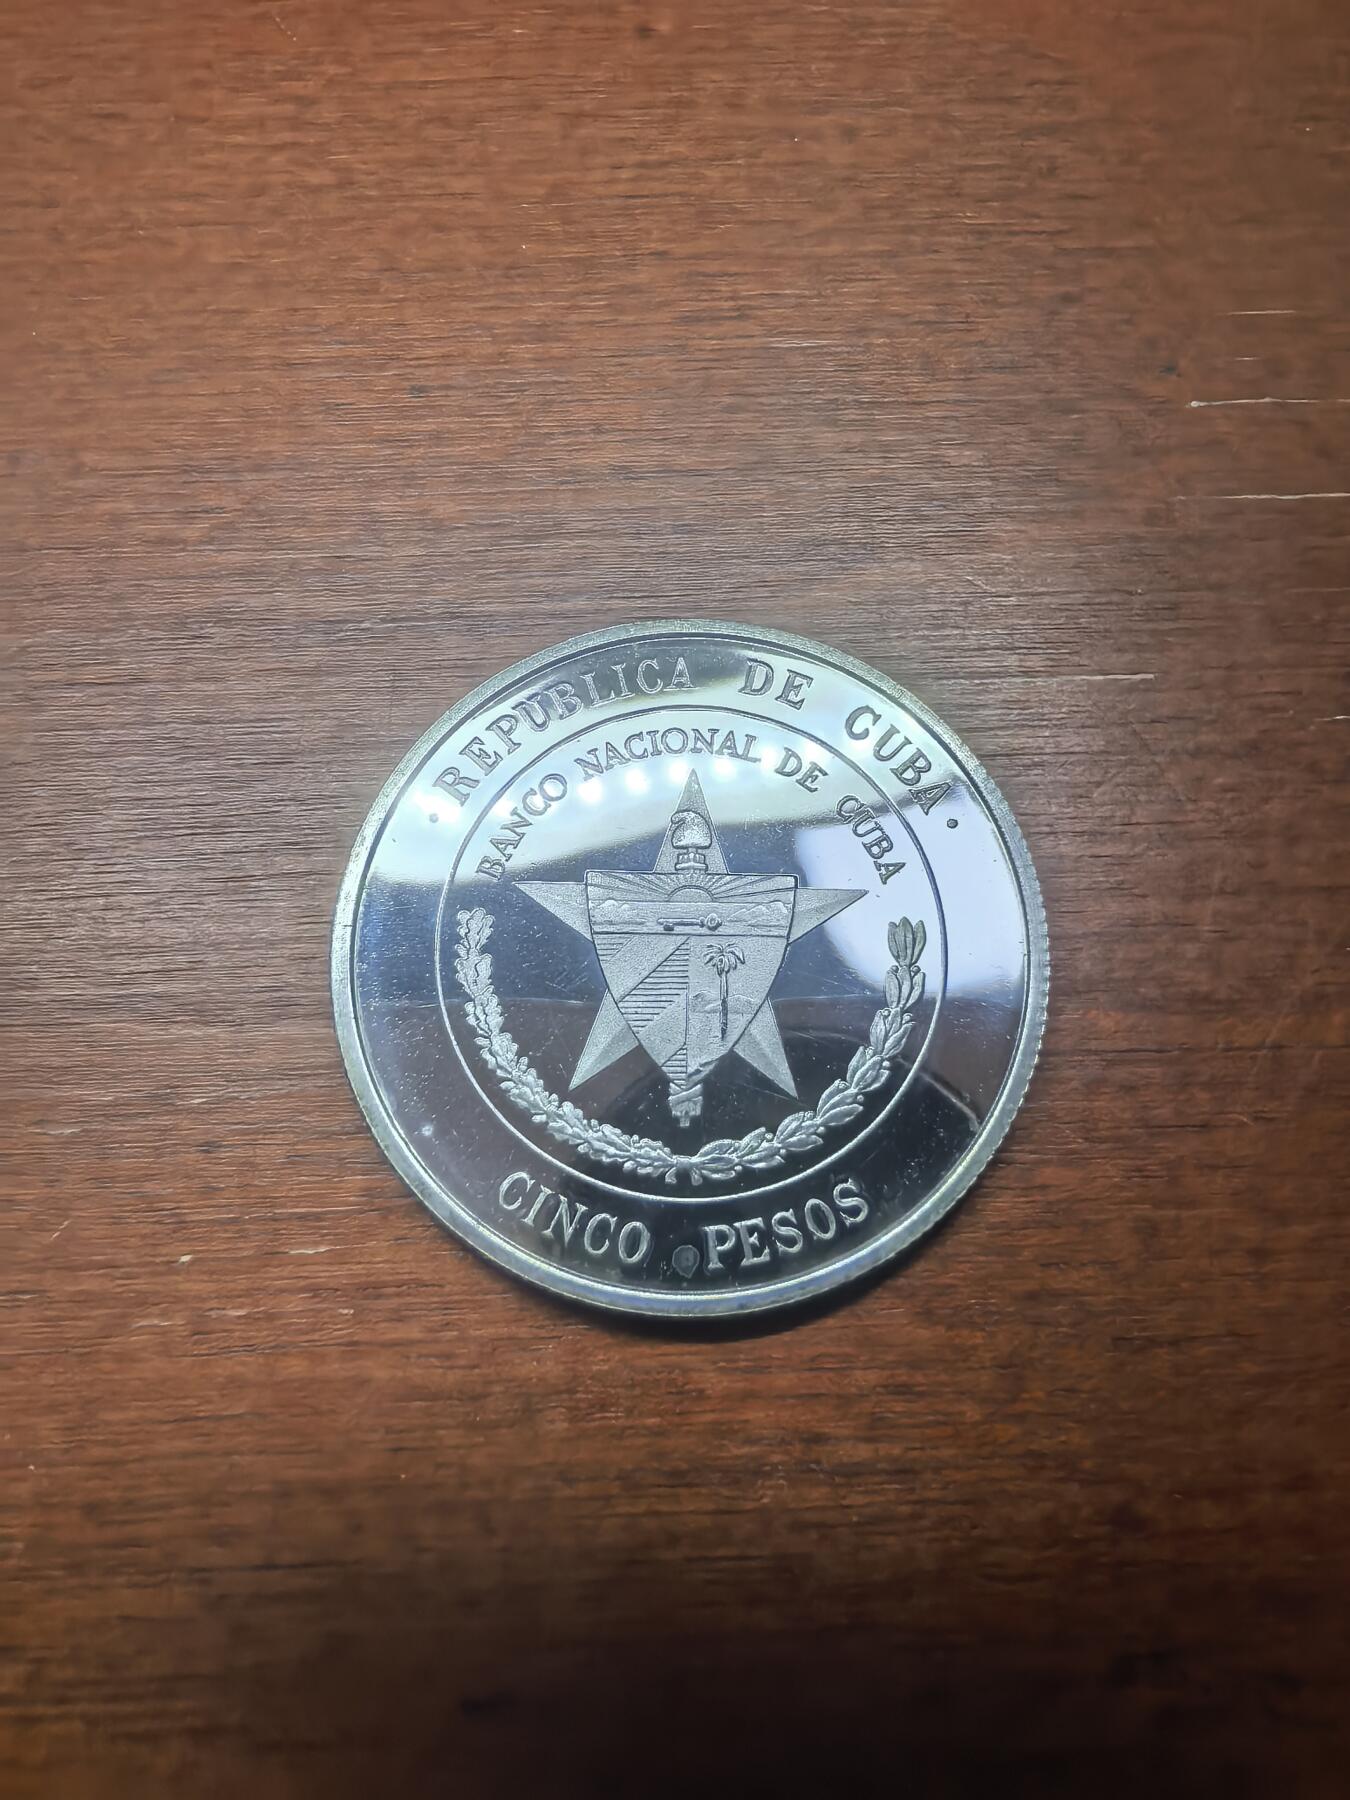 · REPUBLICA DE CUBA ·
BANCO NACIONAL DE CUBA
CINCO PESOS